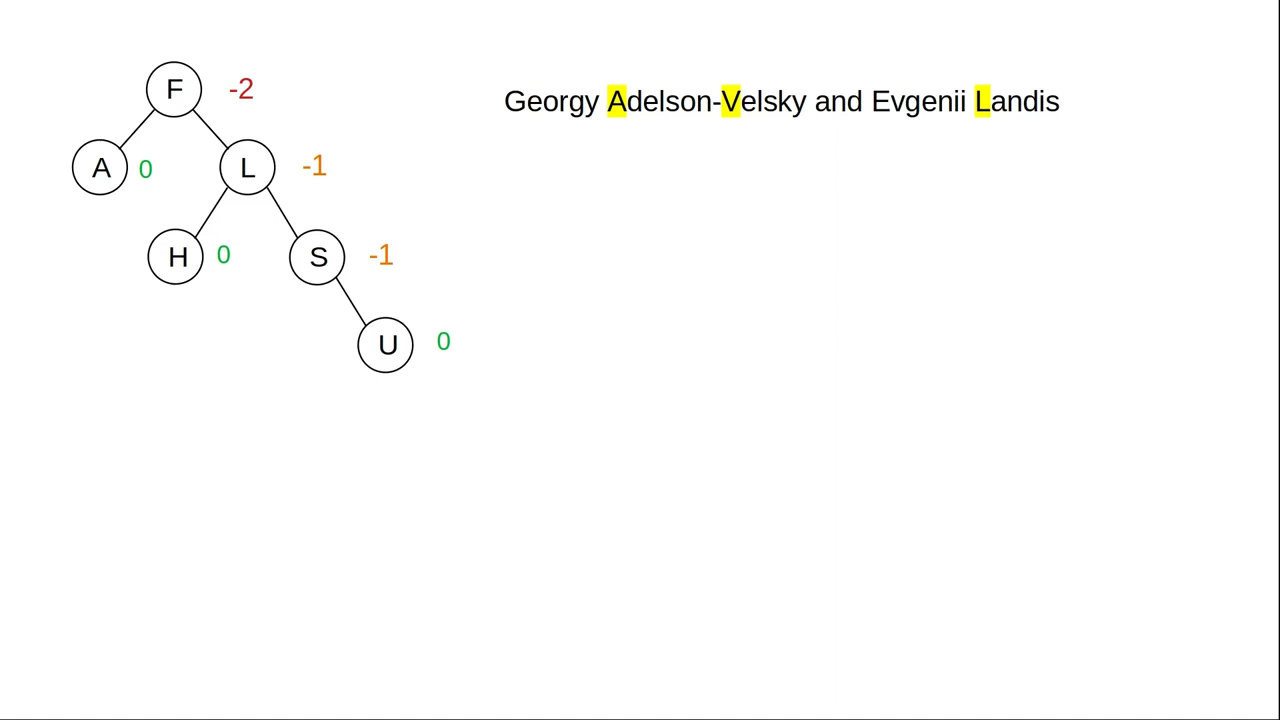 F -2
Georgy Adelson-Velsky and Evgenii Landis
A 0
L -1
H 0
S -1
U 0